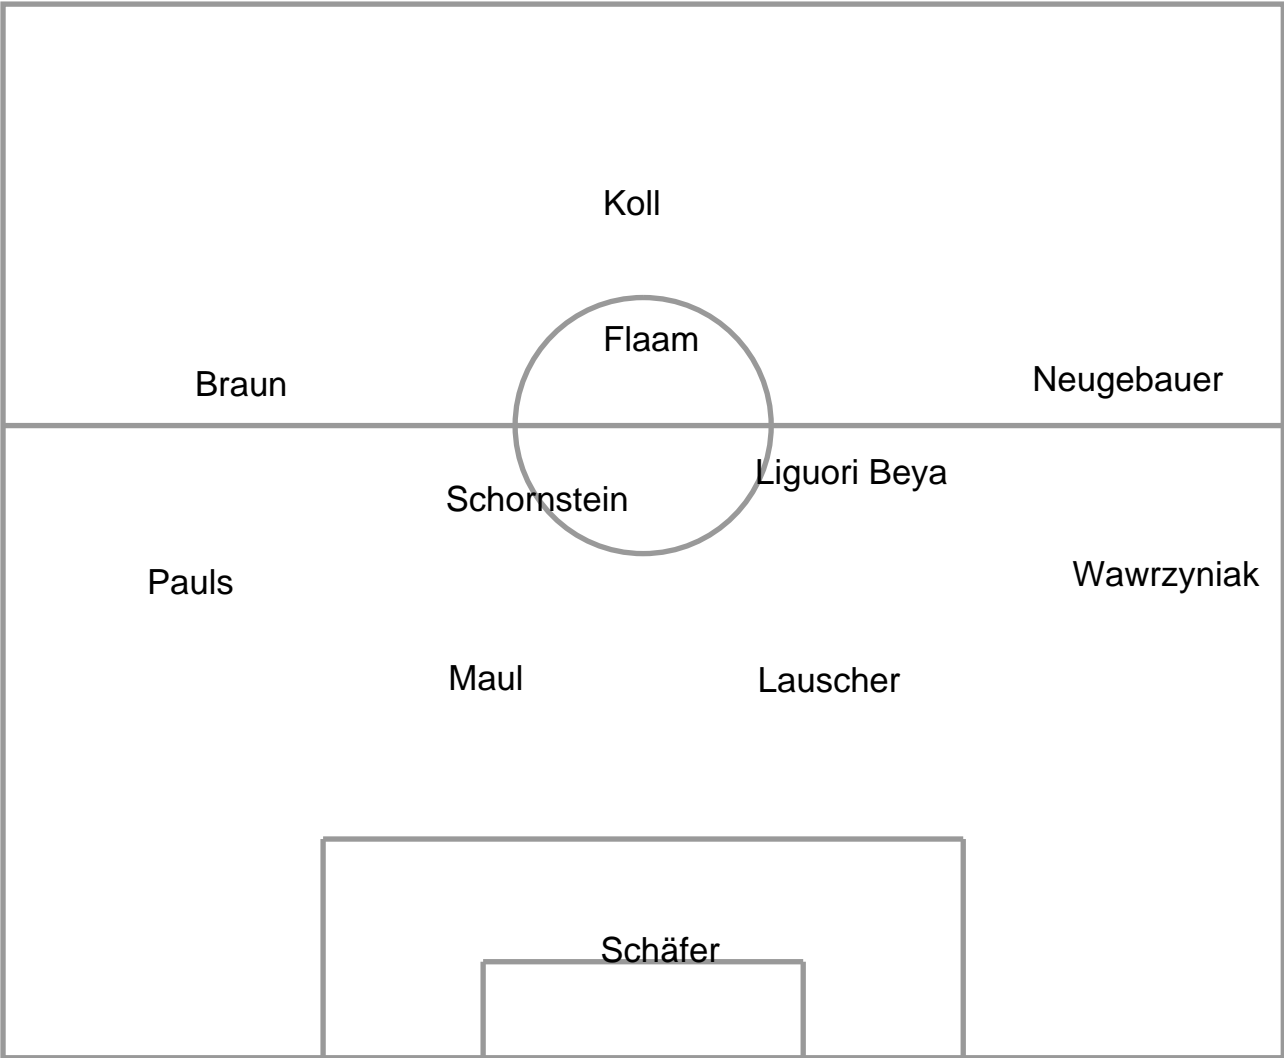 Koll
Flaam
Braun
Neugebauer
Liguori Beya
Schornstein
Pauls
Wawrzyniak
Maul
Lauscher
Schäfer